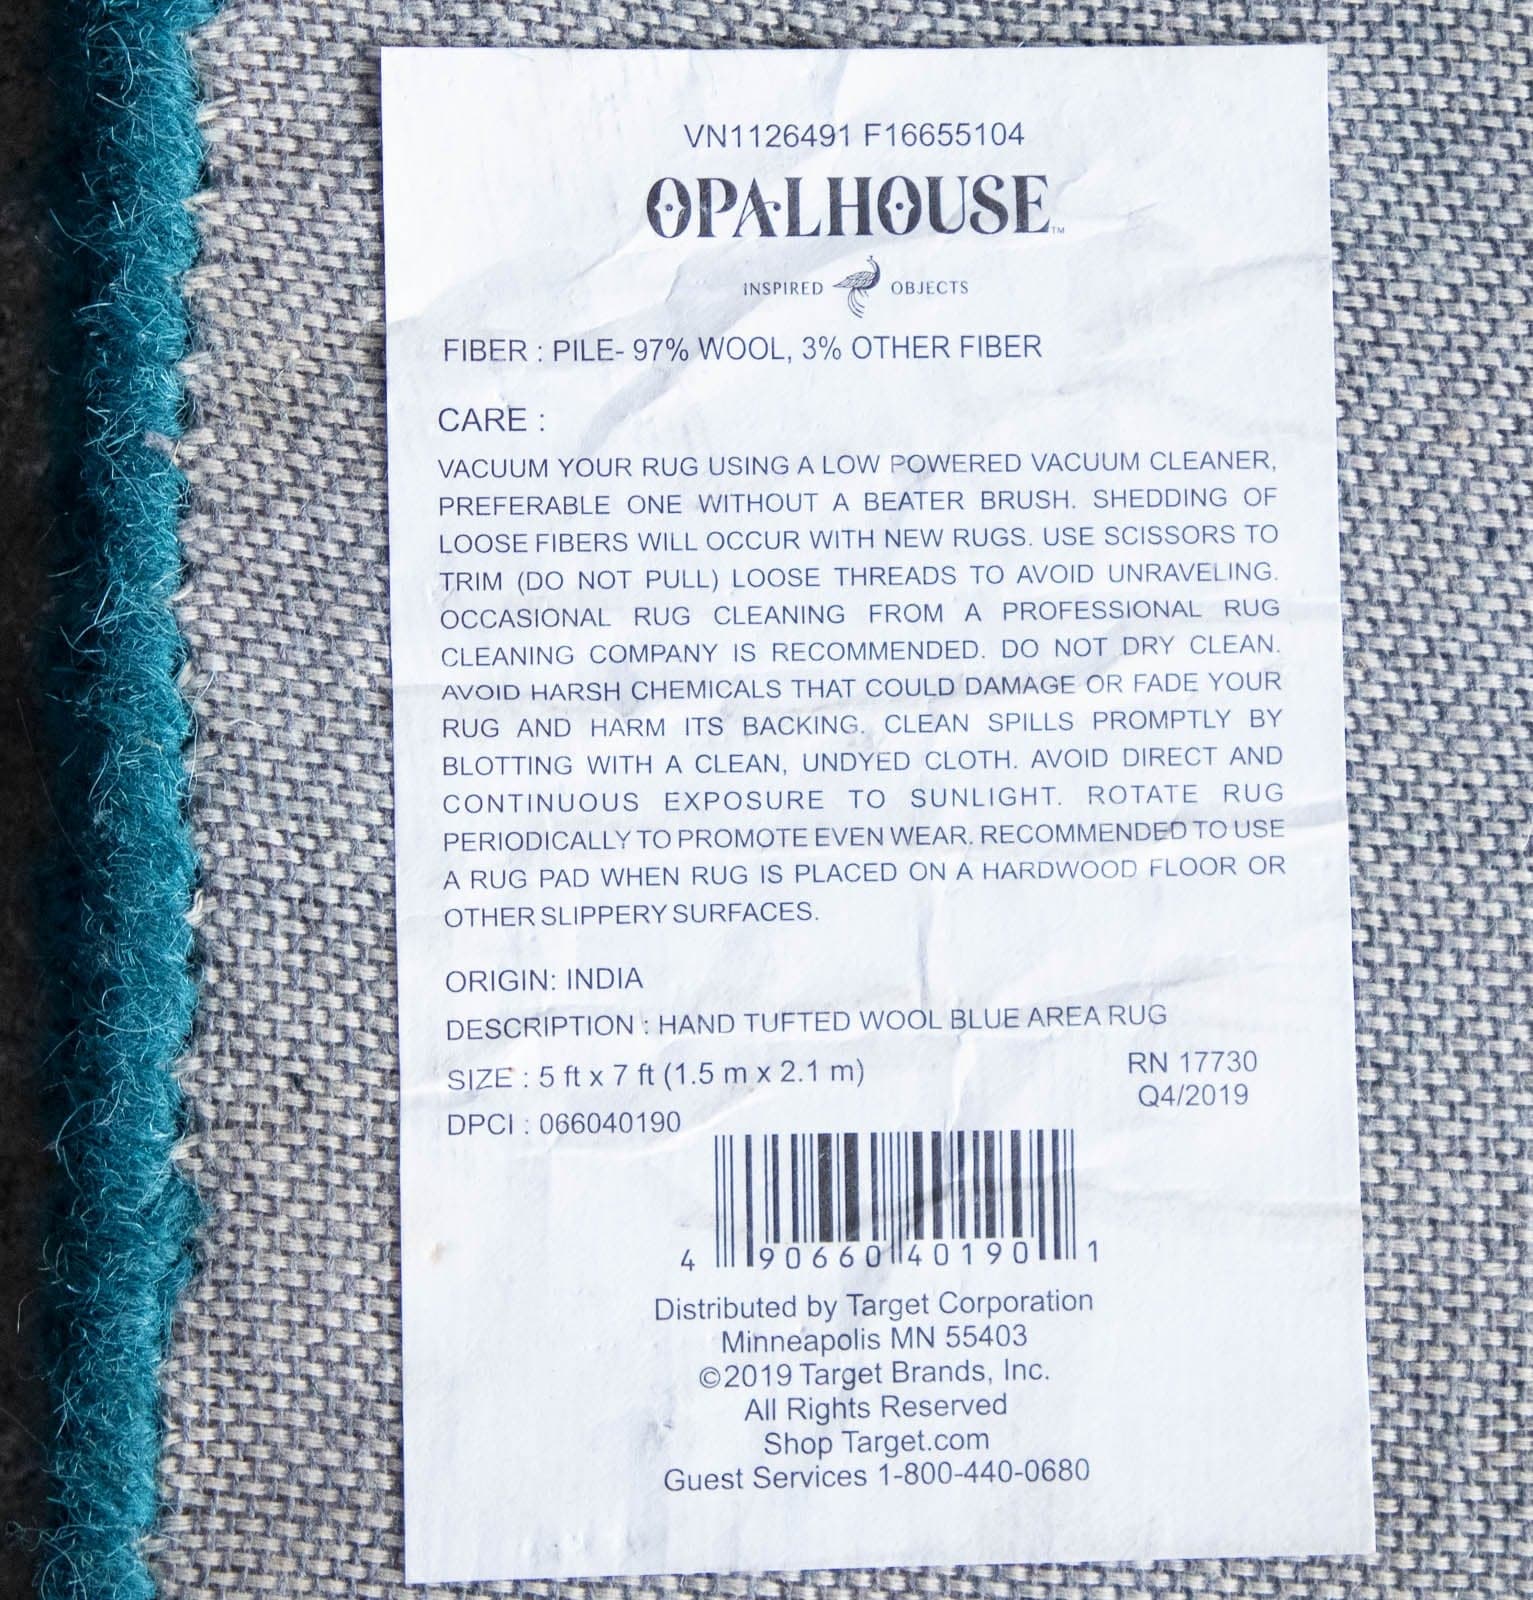 VN1126491 F16655104
OPALHOUSE™
INSPIRED OBJECTS
FIBER : PILE- 97% WOOL, 3% OTHER FIBER
CARE :
VACUUM YOUR RUG USING A LOW POWERED VACUUM CLEANER,
PREFERABLE ONE WITHOUT A BEATER BRUSH. SHEDDING OF
LOOSE FIBERS WILL OCCUR WITH NEW RUGS. USE SCISSORS TO
TRIM (DO NOT PULL) LOOSE THREADS TO AVOID UNRAVELING.
OCCASIONAL RUG CLEANING FROM A PROFESSIONAL RUG
CLEANING COMPANY IS RECOMMENDED. DO NOT DRY CLEAN.
AVOID HARSH CHEMICALS THAT COULD DAMAGE OR FADE YOUR
RUG AND HARM ITS BACKING. CLEAN SPILLS PROMPTLY BY
BLOTTING WITH A CLEAN, UNDYED CLOTH. AVOID DIRECT AND
CONTINUOUS EXPOSURE TO SUNLIGHT. ROTATE RUG
PERIODICALLY TO PROMOTE EVEN WEAR. RECOMMENDED TO USE
A RUG PAD WHEN RUG IS PLACED ON A HARDWOOD FLOOR OR
OTHER SLIPPERY SURFACES.
ORIGIN: INDIA
DESCRIPTION : HAND TUFTED WOOL BLUE AREA RUG
SIZE : 5 ft x 7 ft (1.5 m x 2.1 m)
RN 17730
Q4/2019
DPCI : 066040190
4 90660 40190 1
Distributed by Target Corporation
Minneapolis MN 55403
©2019 Target Brands, Inc.
All Rights Reserved
Shop Target.com
Guest Services 1-800-440-0680